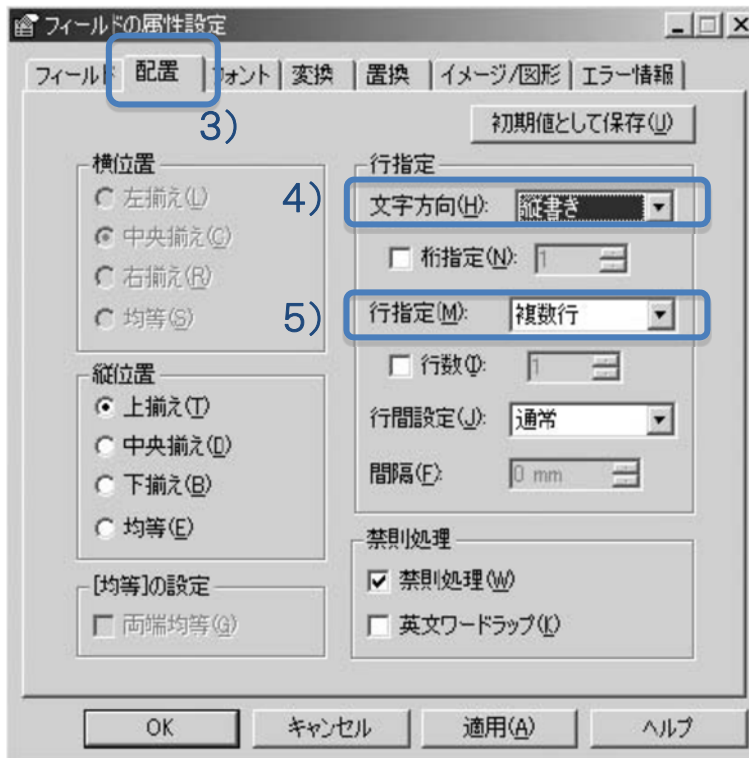 フィールドの属性設定
フィールド 配置 フォント 変換 置換 イメージ/図形 エラー情報
3)
初期値として保存(U)
横位置
左揃え(L)
中央揃え(C)
右揃え(R)
均等(S)
縦位置
上揃え(T)
中央揃え(D)
下揃え(B)
均等(E)
[均等]の設定
両端均等(G)
行指定
4)
文字方向(H): 縦書き
桁指定(N): 1
5)
行指定(M): 複数行
行数(I): 1
行間設定(J): 通常
間隔(F): 0 mm
禁則処理
禁則処理(W)
英文ワードラップ(K)
OK キャンセル 適用(A) ヘルプ